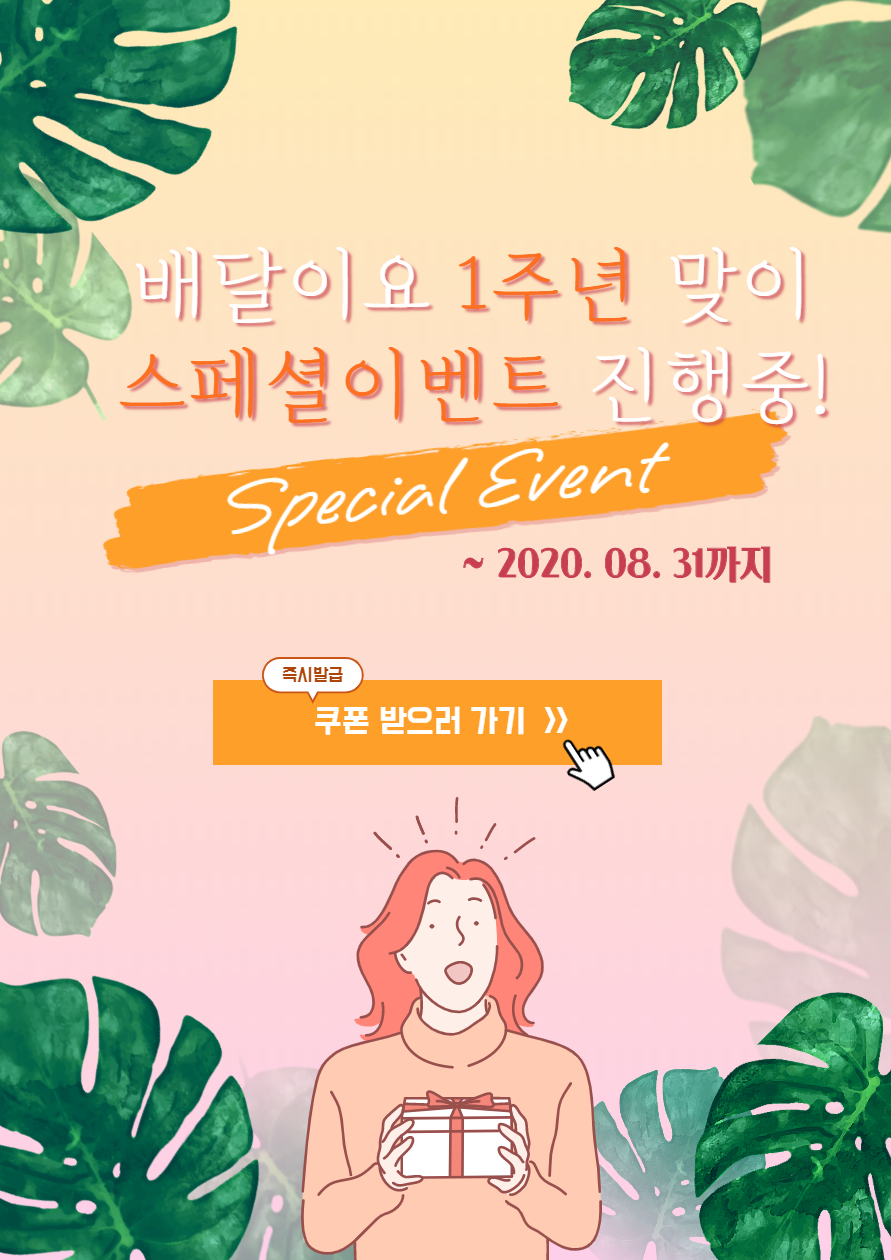 배달이요 1주년 맞이
스페셜이벤트 진행중!
Special Event
~ 2020. 08. 31까지
즉시발급
쿠폰 받으러 가기 》